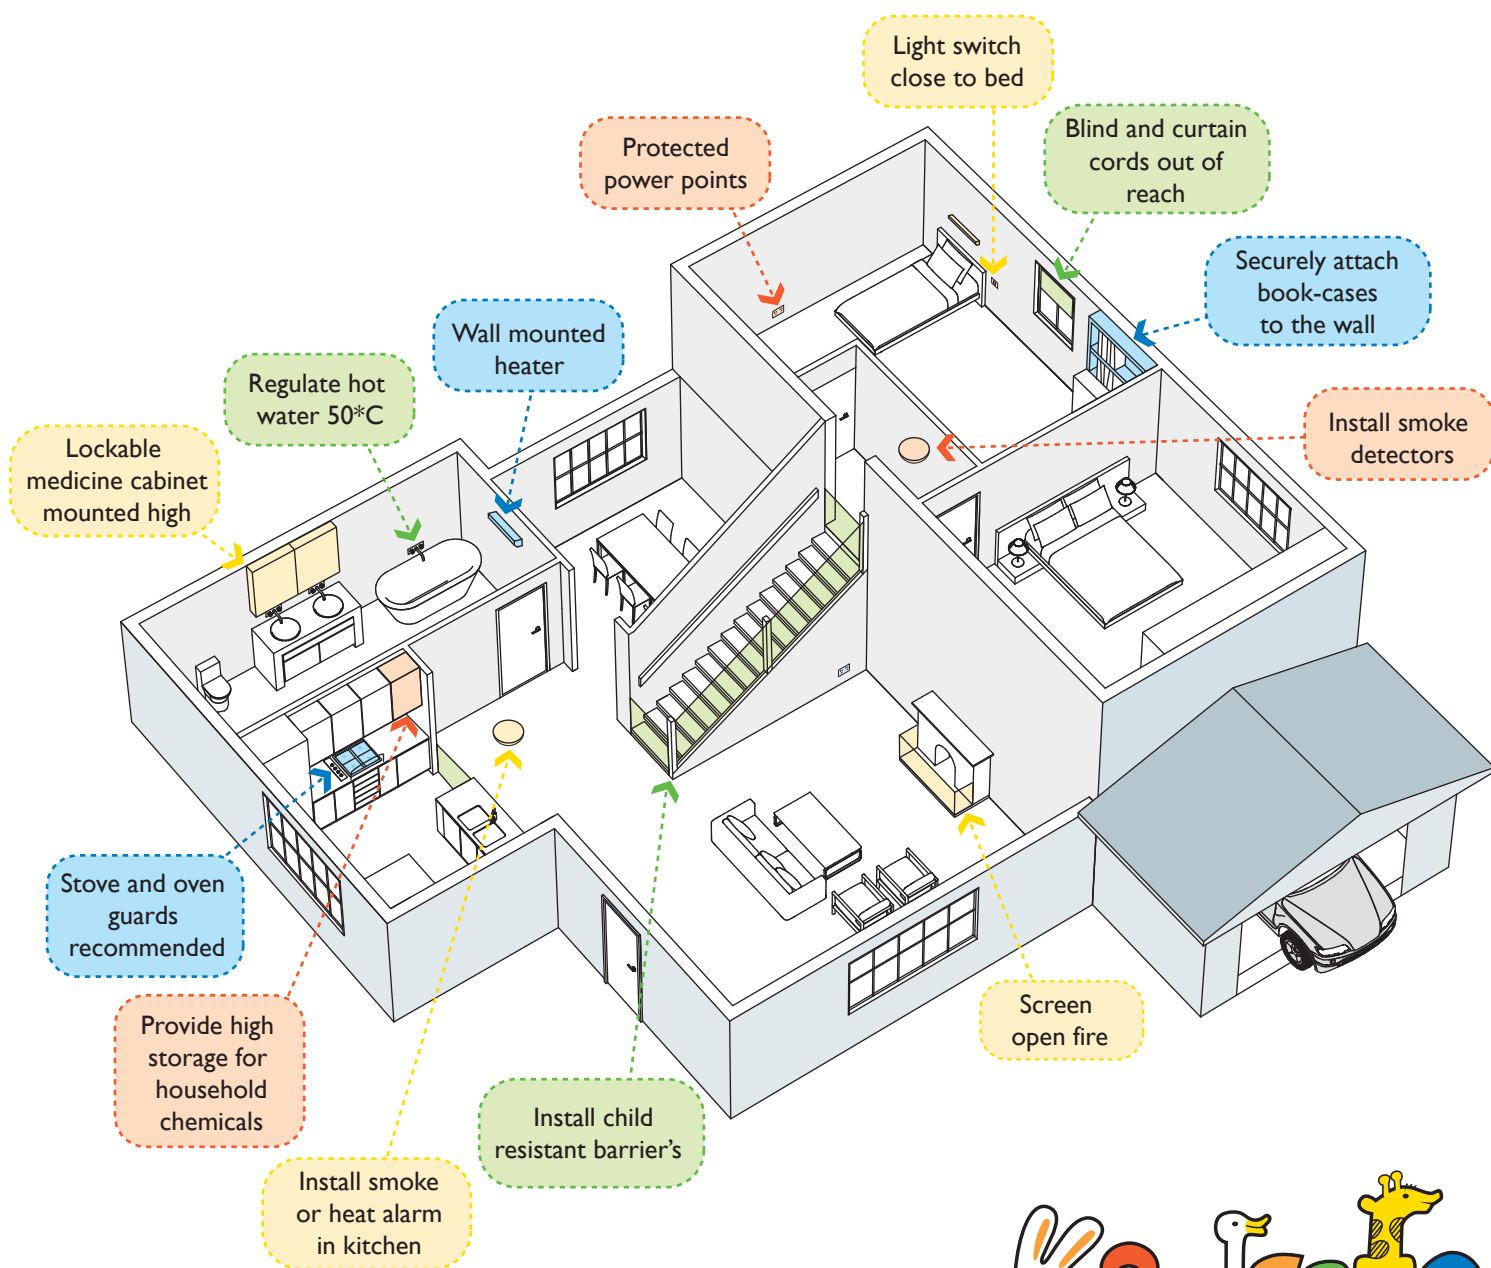 Light switch
close to bed
Protected
power points
Blind and curtain
cords out of
reach
Securely attach
book-cases
to the wall
Wall mounted
heater
Regulate hot
water 50*C
Lockable
medicine cabinet
mounted high
Install smoke
detectors
Stove and oven
guards
recommended
Provide high
storage for
household
chemicals
Install smoke
or heat alarm
in kitchen
Install child
resistant barrier’s
Screen
open fire